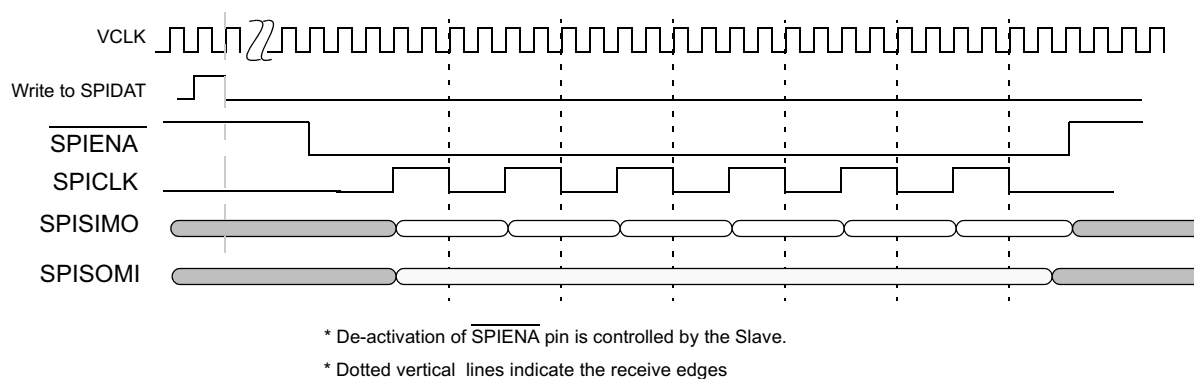 VCLK
Write to SPIDAT
SPIENA
SPICLK
SPISIMO
SPISOMI
* De-activation of SPIENA pin is controlled by the Slave.
* Dotted vertical lines indicate the receive edges